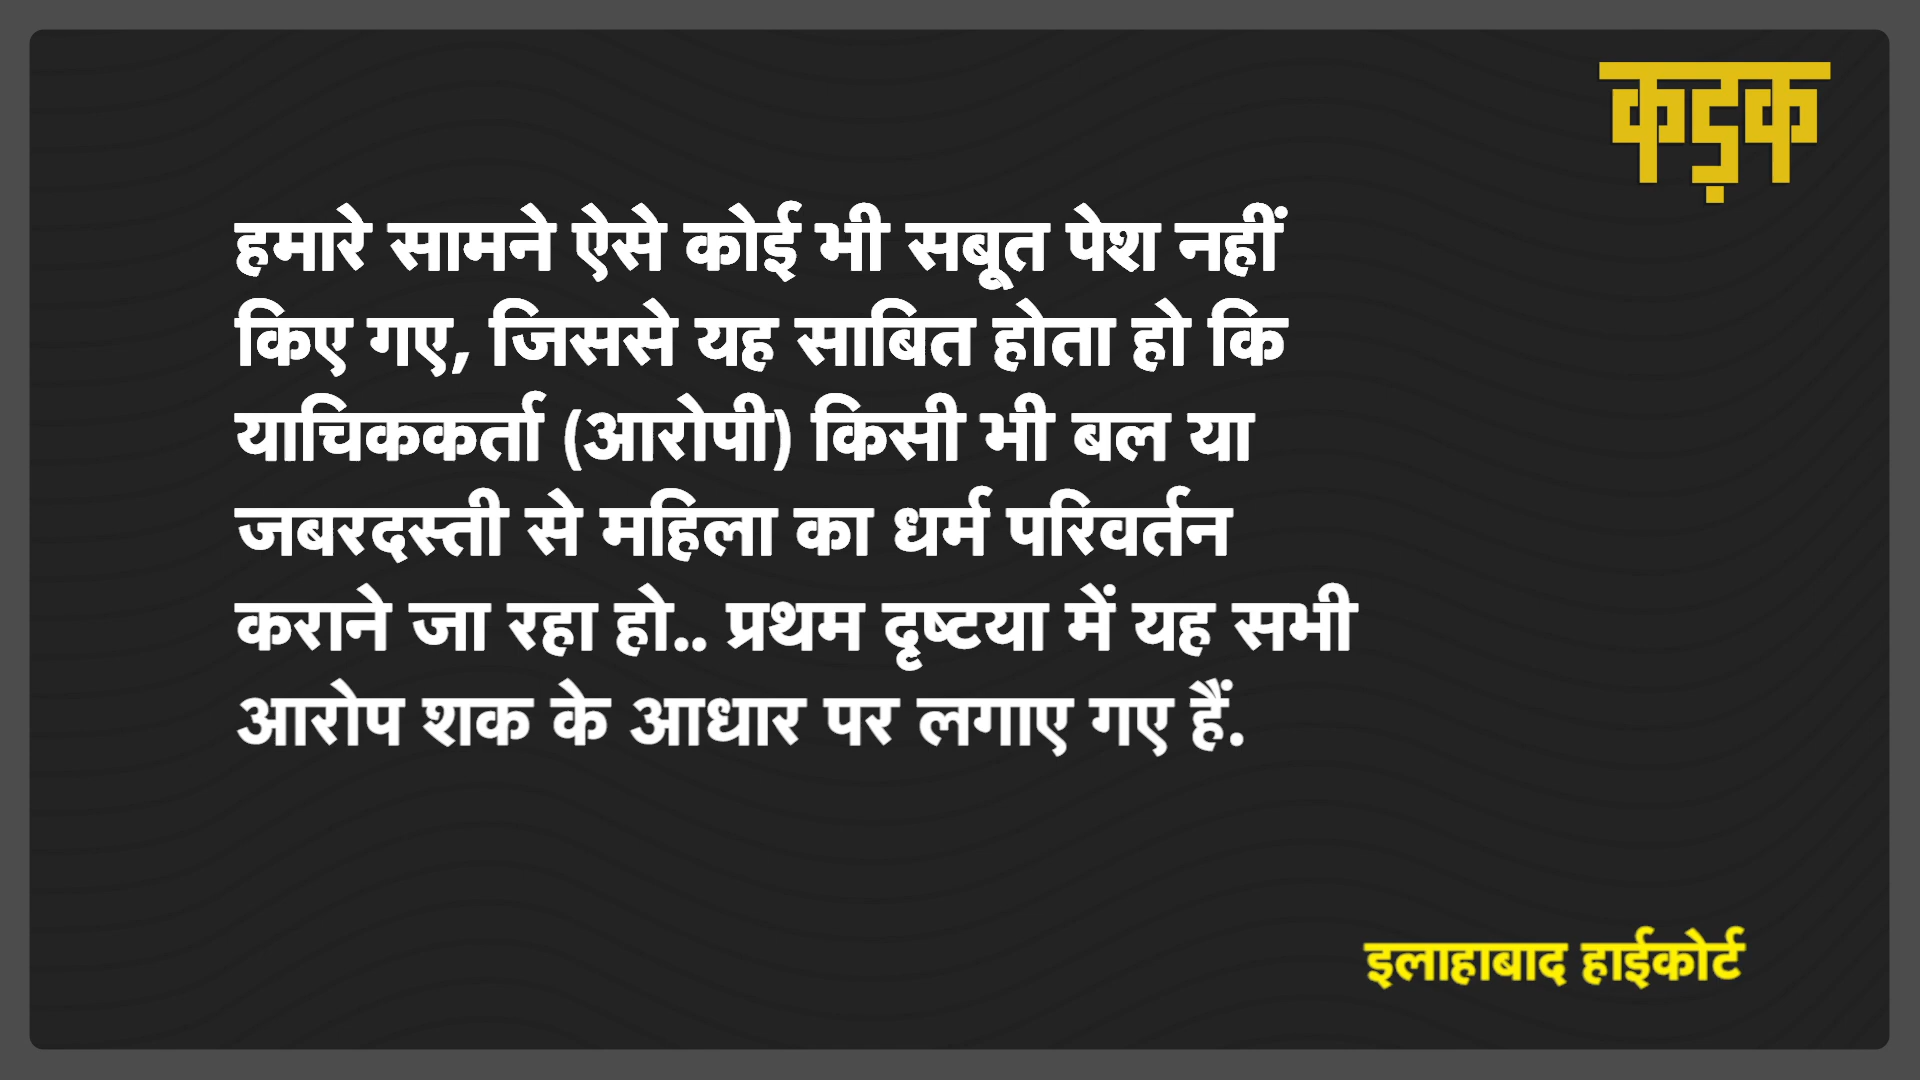 कड़क
हमारे सामने ऐसे कोई भी सबूत पेश नहीं
किए गए, जिससे यह साबित होता हो कि
याचिककर्ता (आरोपी) किसी भी बल या
जबरदस्ती से महिला का धर्म परिवर्तन
कराने जा रहा हो.. प्रथम दृष्टया में यह सभी
आरोप शक के आधार पर लगाए गए हैं.
इलाहाबाद हाईकोर्ट